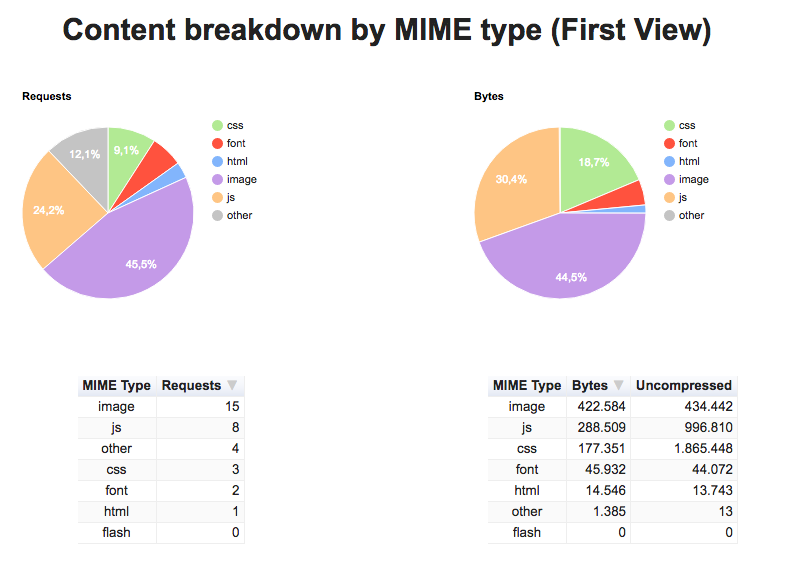 Content breakdown by MIME type (First View)
Requests
css
font
html
image
js
other
9,1%
12,1%
24,2%
45,5%
Bytes
css
font
html
image
js
other
18,7%
30,4%
44,5%
MIME Type Requests
image 15
js 8
other 4
css 3
font 2
html 1
flash 0
MIME Type Bytes Uncompressed
image 422.584 434.442
js 288.509 996.810
css 177.351 1.865.448
font 45.932 44.072
html 14.546 13.743
other 1.385 13
flash 0 0